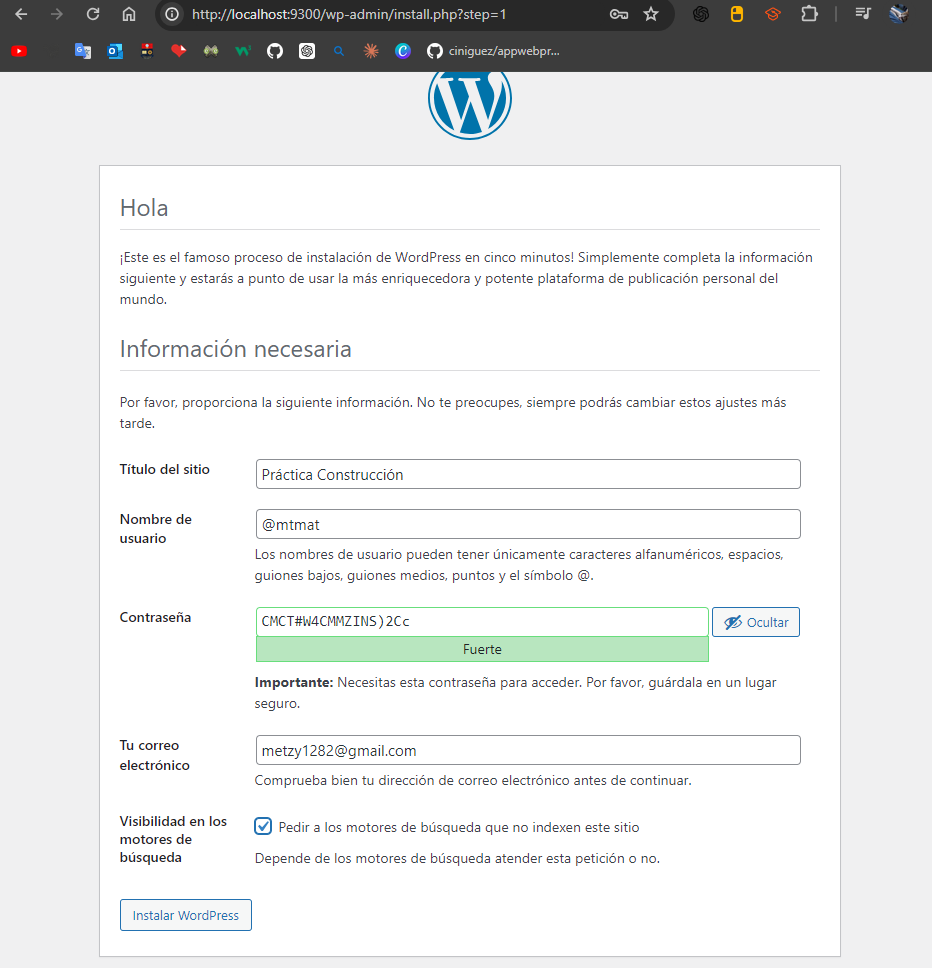 http://localhost:9300/wp-admin/install.php?step=1
ciniguez/appwebpr...
Hola
¡Este es el famoso proceso de instalación de WordPress en cinco minutos! Simplemente completa la información
siguiente y estarás a punto de usar la más enriquecedora y potente plataforma de publicación personal del
mundo.
Información necesaria
Por favor, proporciona la siguiente información. No te preocupes, siempre podrás cambiar estos ajustes más
tarde.
Título del sitio
Práctica Construcción
Nombre de
usuario
@mtmat
Los nombres de usuario pueden tener únicamente caracteres alfanuméricos, espacios,
guiones bajos, guiones medios, puntos y el símbolo @.
Contraseña
CMCT#W4CMMZINS)2Cc
Ocultar
Fuerte
Importante: Necesitas esta contraseña para acceder. Por favor, guárdala en un lugar
seguro.
Tu correo
electrónico
metzy1282@gmail.com
Comprueba bien tu dirección de correo electrónico antes de continuar.
Visibilidad en los
motores de
búsqueda
Pedir a los motores de búsqueda que no indexen este sitio
Depende de los motores de búsqueda atender esta petición o no.
Instalar WordPress